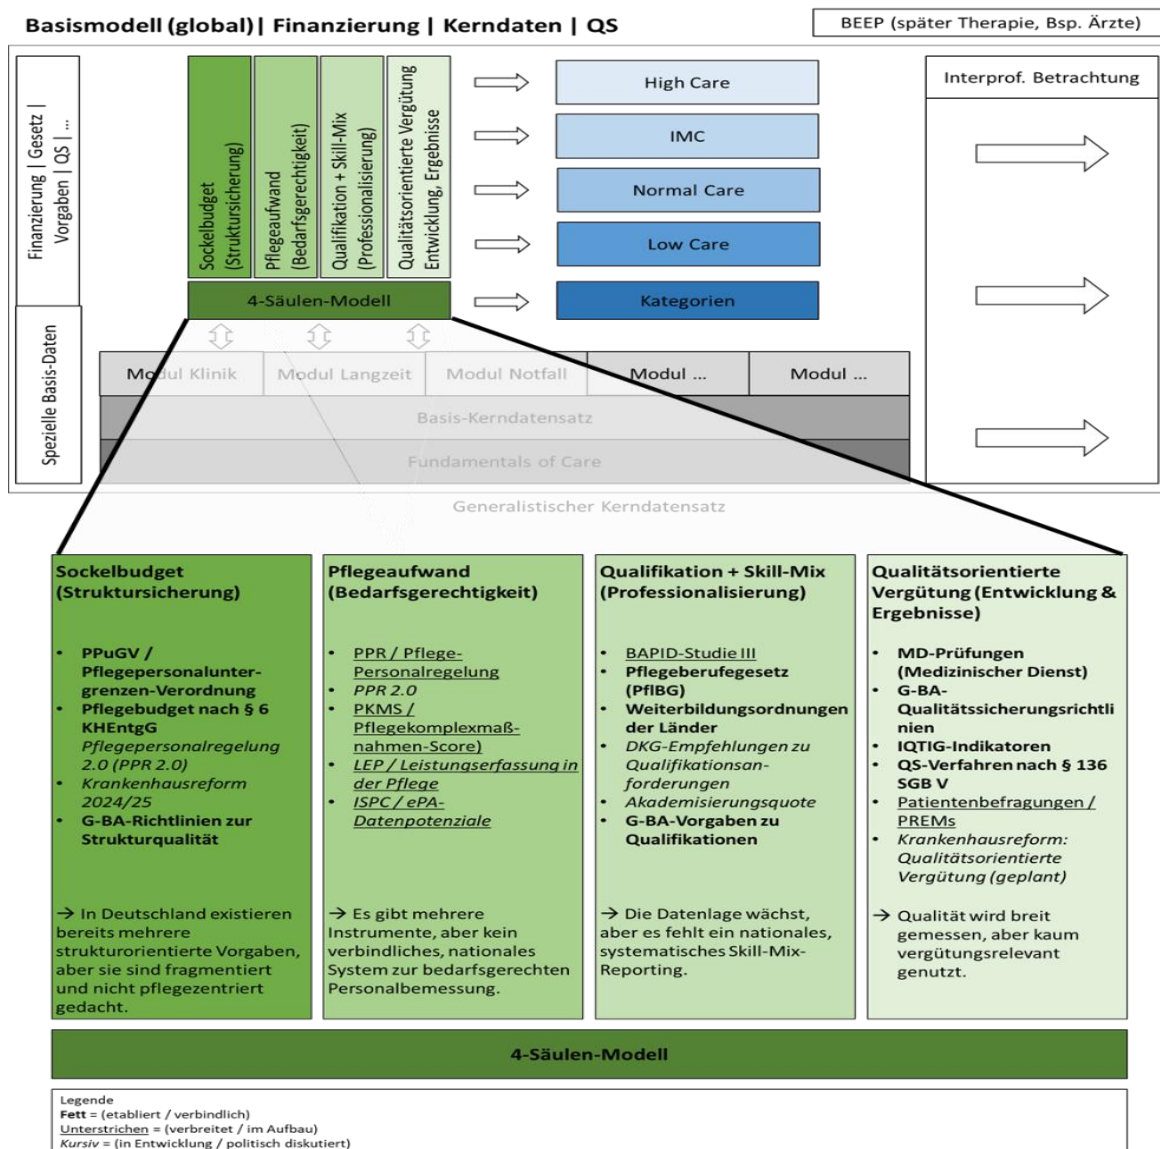 Basismodell (global)| Finanzierung | Kerndaten | QS
BEEP (später Therapie, Bsp. Ärzte)
Finanzierung | Gesetz |
Vorgaben | QS | ...
Spezielle Basis-Daten
Sockelbudget
(Struktursicherung)
Pflegeaufwand
(Bedarfsgerechtigkeit)
Qualifikation + Skill-Mix
(Professionalisierung)
Qualitätsorientierte Vergütung
Entwicklung, Ergebnisse
4-Säulen-Modell
High Care
IMC
Normal Care
Low Care
Kategorien
Interprof. Betrachtung
Modul Klinik
Modul Langzeit
Modul Notfall
Modul ...
Modul ...
Basis-Kerndatensatz
Fundamentals of Care
Generalistischer Kerndatensatz
Sockelbudget
(Struktursicherung)
• PPuGV /
Pflegepersonalunter-
grenzen-Verordnung
• Pflegebudget nach § 6
KHEntgG
Pflegepersonalregelung
2.0 (PPR 2.0)
• Krankenhausreform
2024/25
• G-BA-Richtlinien zur
Strukturqualität
→ In Deutschland existieren
bereits mehrere
strukturorientierte Vorgaben,
aber sie sind fragmentiert
und nicht pflegezentriert
gedacht.
Pflegeaufwand
(Bedarfsgerechtigkeit)
• PPR / Pflege-
Personalregelung
• PPR 2.0
• PKMS /
Pflegekomplexmaß-
nahmen-Score)
• LEP / Leistungserfassung in
der Pflege
• ISPC / ePA-
Datenpotenziale
→ Es gibt mehrere
Instrumente, aber kein
verbindliches, nationales
System zur bedarfsgerechten
Personalbemessung.
Qualifikation + Skill-Mix
(Professionalisierung)
• BAPID-Studie III
• Pflegeberufegesetz
(PflBG)
• Weiterbildungsordnungen
der Länder
• DKG-Empfehlungen zu
Qualifikationsan-
forderungen
• Akademisierungsquote
• G-BA-Vorgaben zu
Qualifikationen
→ Die Datenlage wächst,
aber es fehlt ein nationales,
systematisches Skill-Mix-
Reporting.
Qualitätsorientierte
Vergütung (Entwicklung &
Ergebnisse)
• MD-Prüfungen
(Medizinischer Dienst)
• G-BA-
Qualitätssicherungsrichtli
nien
• IQTIG-Indikatoren
• QS-Verfahren nach § 136
SGB V
• Patientenbefragungen /
PREMs
• Krankenhausreform:
Qualitätsorientierte
Vergütung (geplant)
→ Qualität wird breit
gemessen, aber kaum
vergütungsrelevant
genutzt.
4-Säulen-Modell
Legende
Fett = (etabliert / verbindlich)
Unterstrichen = (verbreitet / im Aufbau)
Kursiv = (in Entwicklung / politisch diskutiert)